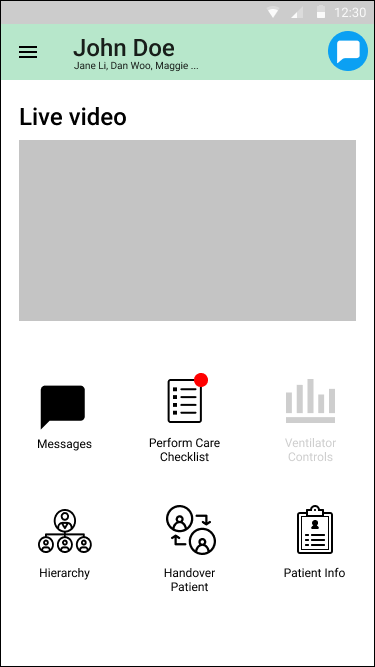 12:30
John Doe
Jane Li, Dan Woo, Maggie ...
Live video
Messages
Perform Care
Checklist
Ventilator
Controls
Hierarchy
Handover
Patient
Patient Info